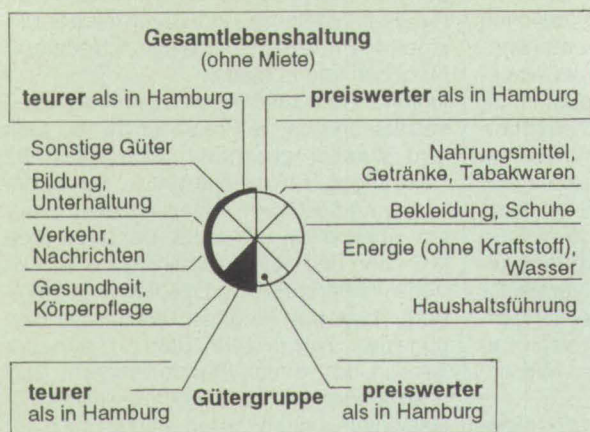 Gesamtlebenshaltung
(ohne Miete)
teurer als in Hamburg
preiswerter als in Hamburg
Sonstige Güter
Bildung,
Unterhaltung
Verkehr,
Nachrichten
Gesundheit,
Körperpflege
Nahrungsmittel,
Getränke, Tabakwaren
Bekleidung, Schuhe
Energie (ohne Kraftstoff),
Wasser
Haushaltsführung
teurer
als in Hamburg
Gütergruppe
preiswerter
als in Hamburg